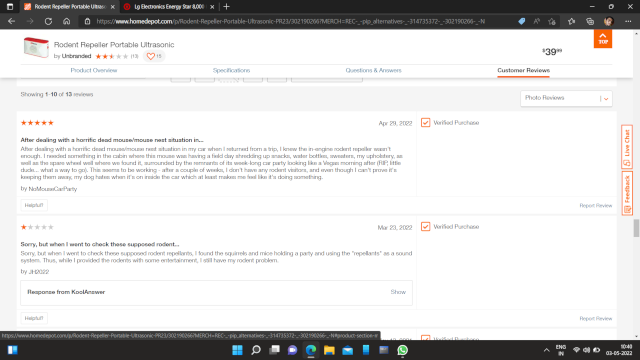 Rodent Repeller Portable Ultrasonic
Lg Electronics Energy Star 8,000
https://www.homedepot.com/p/Rodent-Repeller-Portable-Ultrasonic-PR23/302190266?MERCH=REC-_-pip_alternatives-_-314735372-_-302190266-_-N
Rodent Repeller Portable Ultrasonic
by Unbranded
(13)
15
$39.99
TOP
Product Overview
Specifications
Questions & Answers
Customer Reviews
Showing 1-10 of 13 reviews
Photo Reviews
Apr 29, 2022
Verified Purchase
After dealing with a horrific dead mouse/mouse nest situation in...
After dealing with a horrific dead mouse/mouse nest situation in my car when I returned from a trip, I knew the in-engine rodent repeller wasn't
enough. I needed something in the cabin where this mouse was having a field day shredding up snacks, water bottles, sweaters, my upholstery, as
well as the spare wheel well where we found it, surrounded by the remnants of its week-long car party looking like a Vegas morning after (RIP, little
dude... what a way to go). This seems to be working - after a couple of weeks, I don't have any rodent visitors, and even though I can't prove it's
keeping them away, my dog hates when it's on inside the car which at least makes me feel like it's doing something.
by NoMouseCarParty
Helpful?
Report Review
Live Chat
Feedback
Mar 23, 2022
Verified Purchase
Sorry, but when I went to check these supposed rodent...
Sorry, but when I went to check these supposed rodent repellants, I found the squirrels and mice holding a party and using the "repellants" as a sound
system. Thus, while I provided the rodents with some entertainment, I still have my rodent problem.
by JH2022
Response from KoolAnswer
Show
Helpful?
Report Review
https://www.homedepot.com/p/Rodent-Repeller-Portable-Ultrasonic-PR23/302190266?MERCH=REC-_-pip_alternatives-_-314735372-_-302190266-_-N#product-section-e
ENG
IN
10:40
03-05-2022